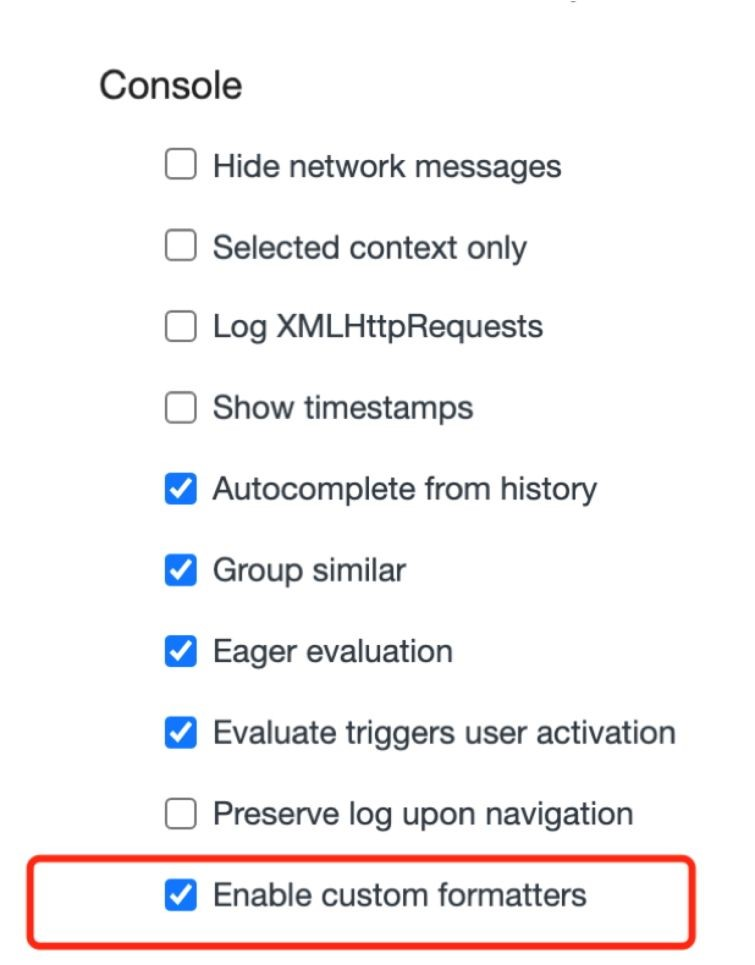 Console
Hide network messages
Selected context only
Log XMLHttpRequests
Show timestamps
Autocomplete from history
Group similar
Eager evaluation
Evaluate triggers user activation
Preserve log upon navigation
Enable custom formatters